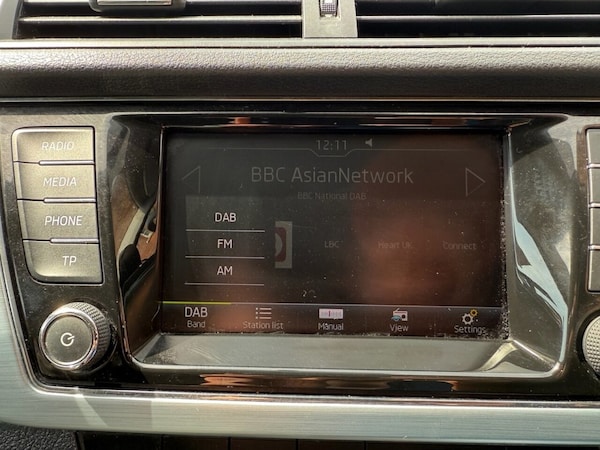 12:11
RADIO
MEDIA
PHONE
TP
BBC AsianNetwork
BBC National DAB
DAB
FM
AM
LBC
Heart UK
Connect
DAB
Band
Station list
Manual
View
Settings